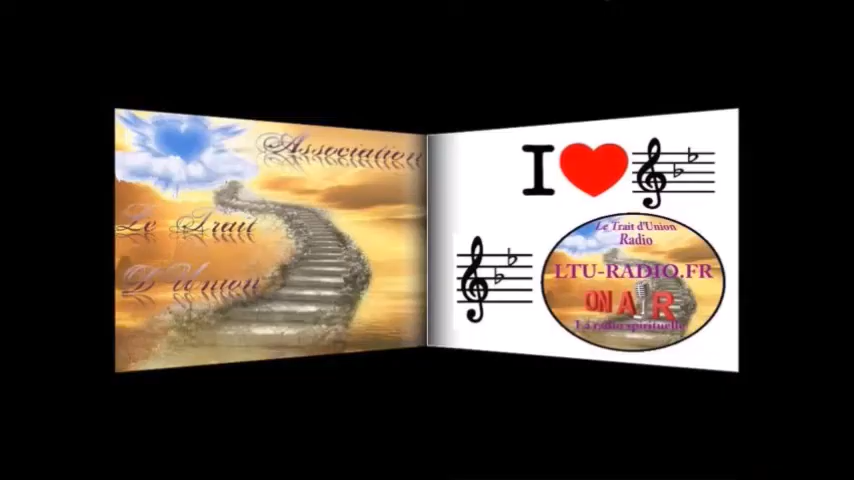 Association
Le Trait
D'Union
I
Le Trait d'Union
Radio
LTU-RADIO.FR
ON AIR
La radio spirituelle